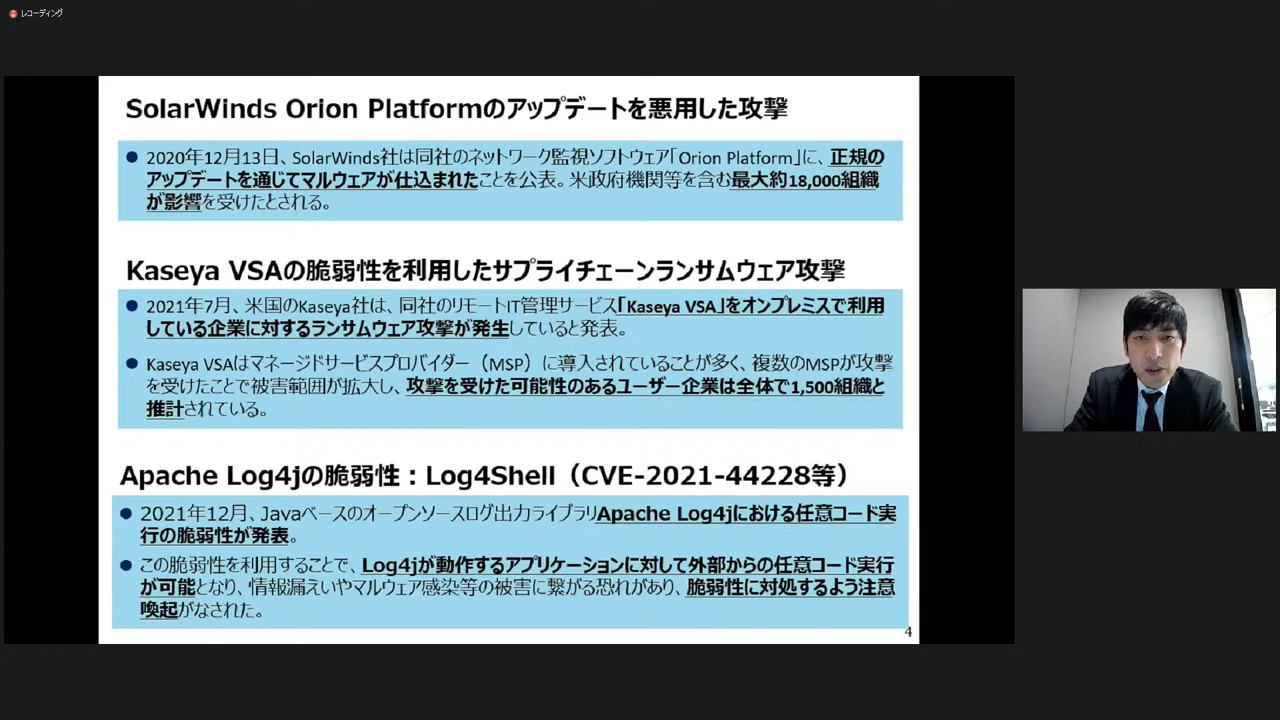 レコーディング
SolarWinds Orion Platformのアップデートを悪用した攻撃
● 2020年12月13日、SolarWinds社は同社のネットワーク監視ソフトウェア「Orion Platform」に、正規の
アップデートを通じてマルウェアが仕込まれたことを公表。米政府機関等を含む最大約18,000組織
が影響を受けたとされる。
Kaseya VSAの脆弱性を利用したサプライチェーンランサムウェア攻撃
● 2021年7月、米国のKaseya社は、同社のリモートIT管理サービス「Kaseya VSA」をオンプレミスで利用
している企業に対するランサムウェア攻撃が発生していると発表。
● Kaseya VSAはマネージドサービスプロバイダー（MSP）に導入されていることが多く、複数のMSPが攻撃
を受けたことで被害範囲が拡大し、攻撃を受けた可能性のあるユーザー企業は全体で1,500組織と
推計されている。
Apache Log4jの脆弱性：Log4Shell（CVE-2021-44228等）
● 2021年12月、Javaベースのオープンソースログ出力ライブラリApache Log4jにおける任意コード実
行の脆弱性が発表。
● この脆弱性を利用することで、Log4jが動作するアプリケーションに対して外部からの任意コード実行
が可能となり、情報漏えいやマルウェア感染等の被害に繋がる恐れがあり、脆弱性に対処するよう注意
喚起がなされた。
4